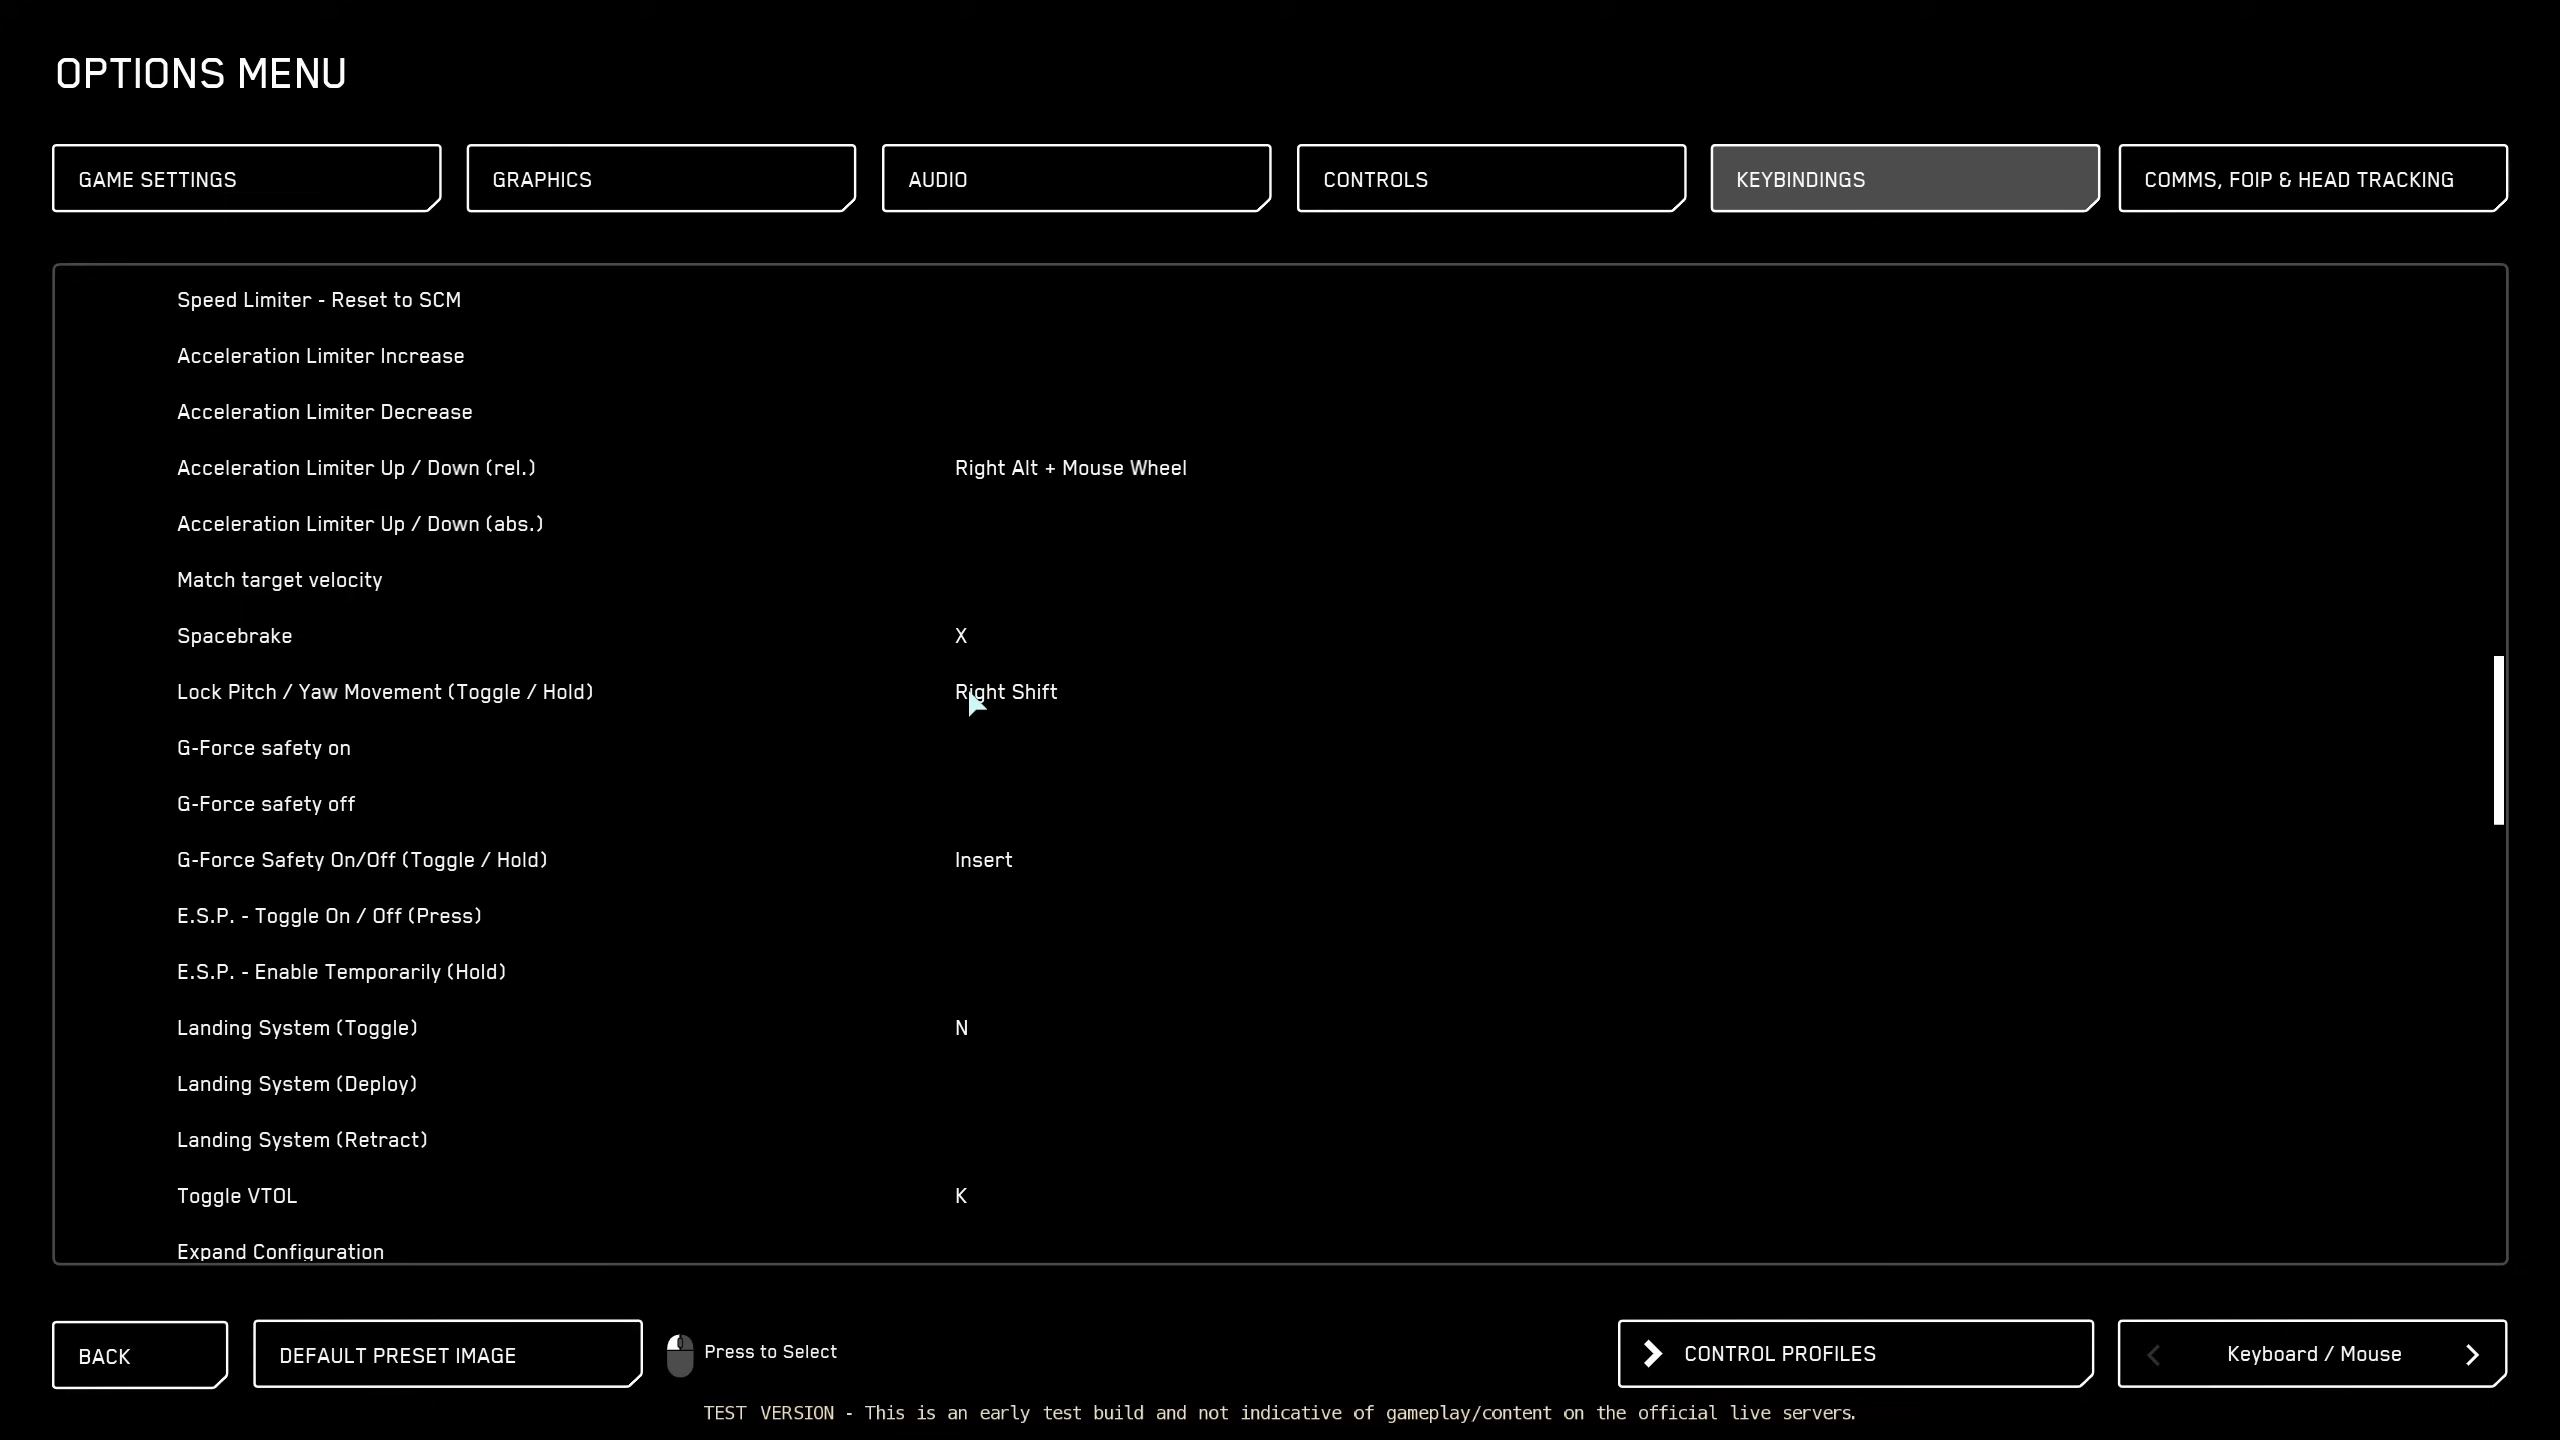 OPTIONS MENU
GAME SETTINGS
GRAPHICS
AUDIO
CONTROLS
KEYBINDINGS
COMMS, FOIP & HEAD TRACKING
Speed Limiter - Reset to SCM
Acceleration Limiter Increase
Acceleration Limiter Decrease
Acceleration Limiter Up / Down (rel.) Right Alt + Mouse Wheel
Acceleration Limiter Up / Down (abs.)
Match target velocity
Spacebrake X
Lock Pitch / Yaw Movement (Toggle / Hold) Right Shift
G-Force safety on
G-Force safety off
G-Force Safety On/Off (Toggle / Hold) Insert
E.S.P. - Toggle On / Off (Press)
E.S.P. - Enable Temporarily (Hold)
Landing System (Toggle) N
Landing System (Deploy)
Landing System (Retract)
Toggle VTOL K
Expand Configuration
BACK
DEFAULT PRESET IMAGE
Press to Select
CONTROL PROFILES
Keyboard / Mouse
TEST VERSION - This is an early test build and not indicative of gameplay/content on the official live servers.